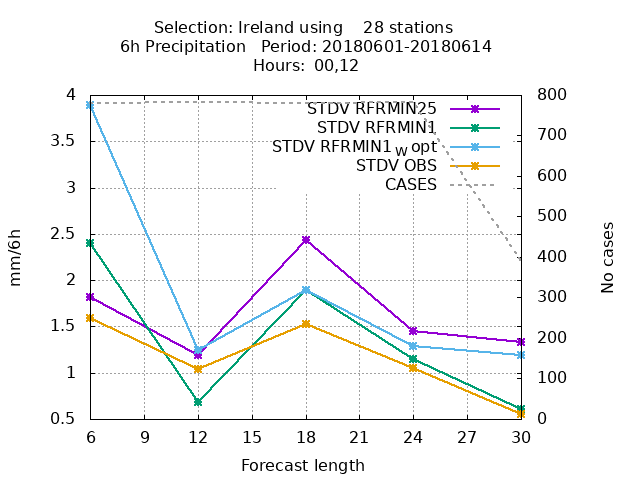 Selection: Ireland using    28 stations
6h Precipitation   Period: 20180601-20180614
Hours:  00,12
4
3.5
3
2.5
2
1.5
1
0.5
mm/6h
STDV RFRMIN25
STDV RFRMIN1
STDV RFRMIN1w opt
STDV OBS
CASES
800
700
600
500
400
300
200
100
0
No cases
6 9 12 15 18 21 24 27 30
Forecast length